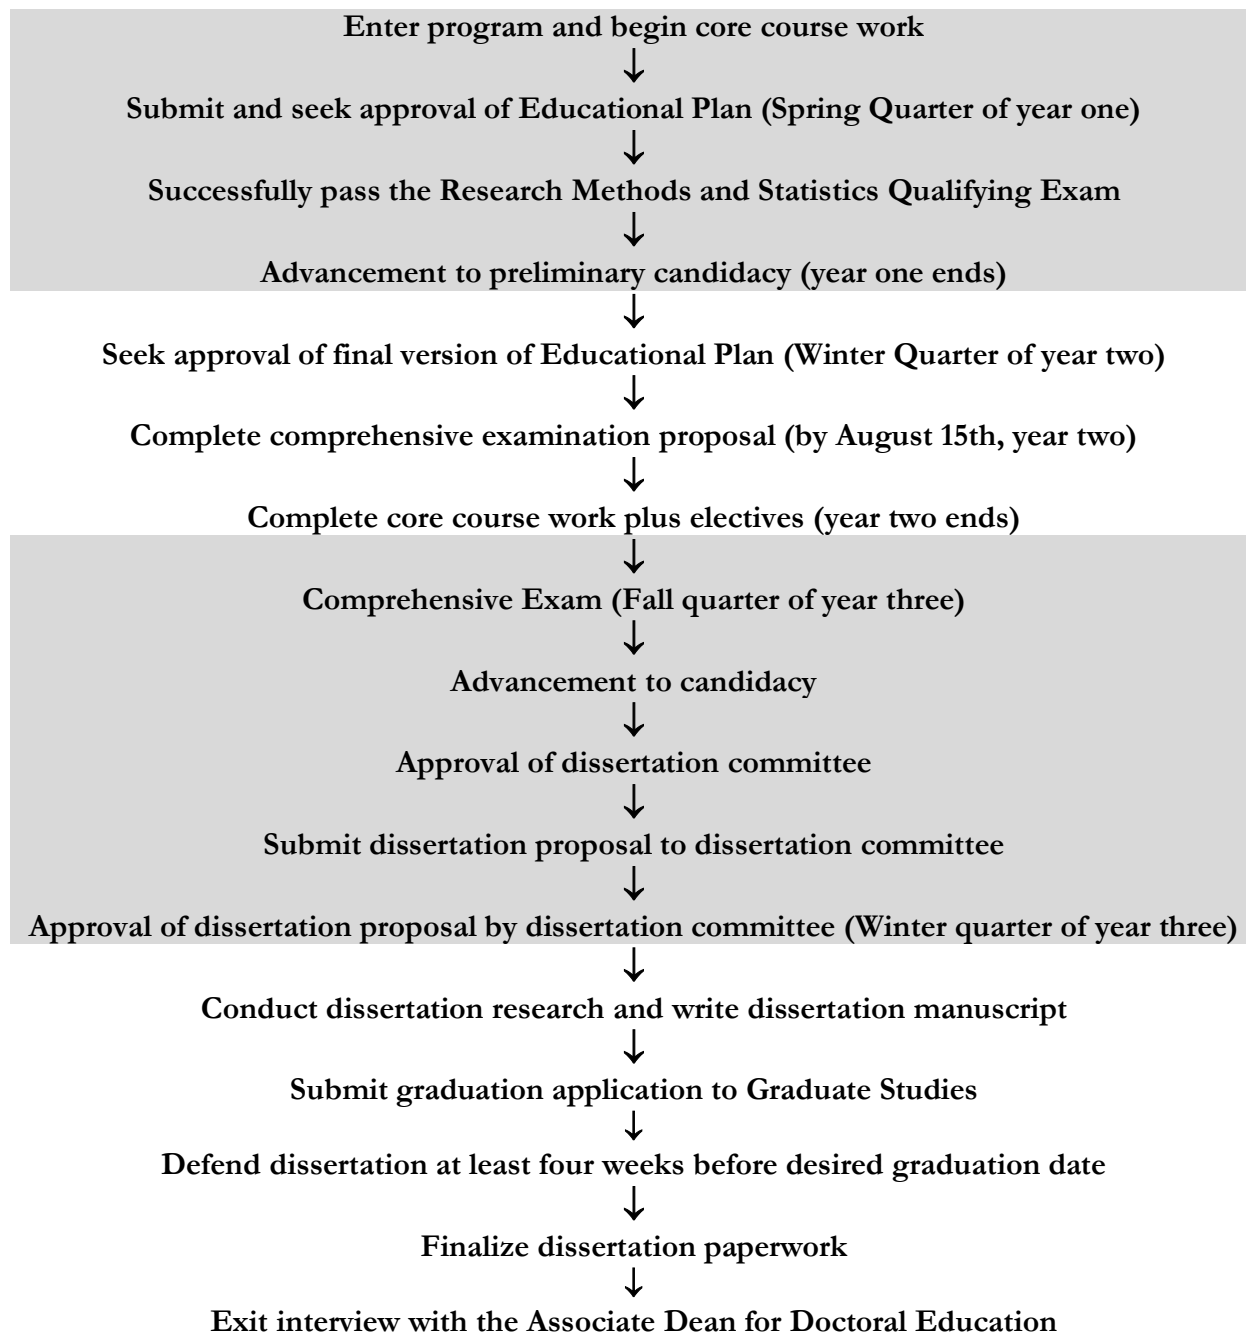 Enter program and begin core course work
↓
Submit and seek approval of Educational Plan (Spring Quarter of year one)
↓
Successfully pass the Research Methods and Statistics Qualifying Exam
↓
Advancement to preliminary candidacy (year one ends)
↓
Seek approval of final version of Educational Plan (Winter Quarter of year two)
↓
Complete comprehensive examination proposal (by August 15th, year two)
↓
Complete core course work plus electives (year two ends)
↓
Comprehensive Exam (Fall quarter of year three)
↓
Advancement to candidacy
↓
Approval of dissertation committee
↓
Submit dissertation proposal to dissertation committee
↓
Approval of dissertation proposal by dissertation committee (Winter quarter of year three)
↓
Conduct dissertation research and write dissertation manuscript
↓
Submit graduation application to Graduate Studies
↓
Defend dissertation at least four weeks before desired graduation date
↓
Finalize dissertation paperwork
↓
Exit interview with the Associate Dean for Doctoral Education